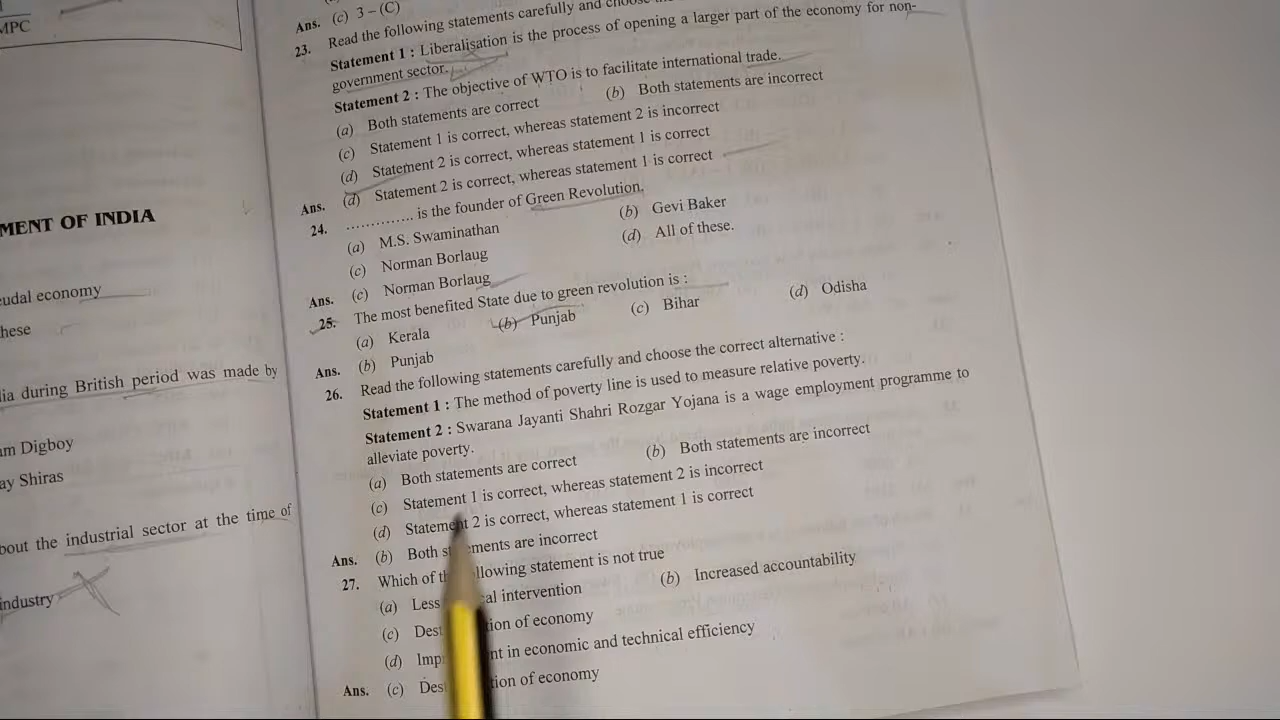 MPC
MENT OF INDIA
eudal economy
hese
dia during British period was made by
am Digboy
ay Shiras
bout the industrial sector at the time of
industry
Ans. (c) 3 – (C)
23. Read the following statements carefully and
Statement 1 : Liberalisation is the process of opening a larger part of the economy for non-
government sector.
Statement 2 : The objective of WTO is to facilitate international trade.
(a) Both statements are correct (b) Both statements are incorrect
(c) Statement 1 is correct, whereas statement 2 is incorrect
(d) Statement 2 is correct, whereas statement 1 is correct
Ans. (d) Statement 2 is correct, whereas statement 1 is correct
24. .............. is the founder of Green Revolution.
(a) M.S. Swaminathan (b) Gevi Baker
(c) Norman Borlaug (d) All of these.
Ans. (c) Norman Borlaug
25. The most benefited State due to green revolution is :
(a) Kerala (b) Punjab (c) Bihar (d) Odisha
Ans. (b) Punjab
26. Read the following statements carefully and choose the correct alternative :
Statement 1 : The method of poverty line is used to measure relative poverty.
Statement 2 : Swarana Jayanti Shahri Rozgar Yojana is a wage employment programme to
alleviate poverty.
(a) Both statements are correct (b) Both statements are incorrect
(c) Statement 1 is correct, whereas statement 2 is incorrect
(d) Statement 2 is correct, whereas statement 1 is correct
Ans. (b) Both statements are incorrect
27. Which of the following statement is not true
(a) Less intervention (b) Increased accountability
(c) of economy
(d) in economic and technical efficiency
Ans. (c) of economy